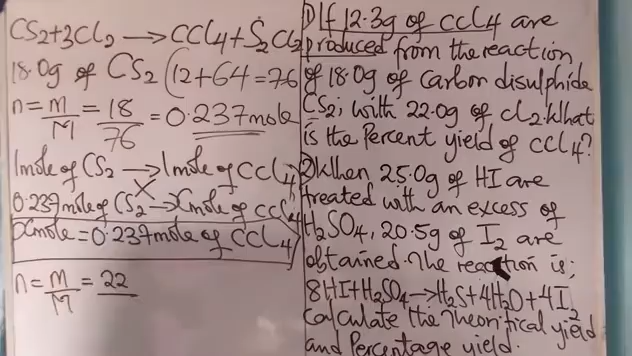 CS2+3Cl2 → CCl4+S2Cl2
18.0g of CS2 (12+64=76
n = m/M = 18/76 = 0.237mole
1mole of CS2 → 1mole of CCl4
0.237mole of CS2 → xmole of CCl4
xmole = 0.237mole of CCl4
n = m/M = 22
1) If 12.3g of CCl4 are
produced from the reaction
of 18.0g of carbon disulphide
CS2; with 22.0g of cl2. What
is the Percent yield of CCl4?
2) When 25.0g of HI are
treated with an excess of
H2SO4, 20.5g of I2 are
obtained. The reaction is;
8HI+H2SO4→H2S+4H2O+4I2
calculate the Theoritical yield
and Percentage yield.